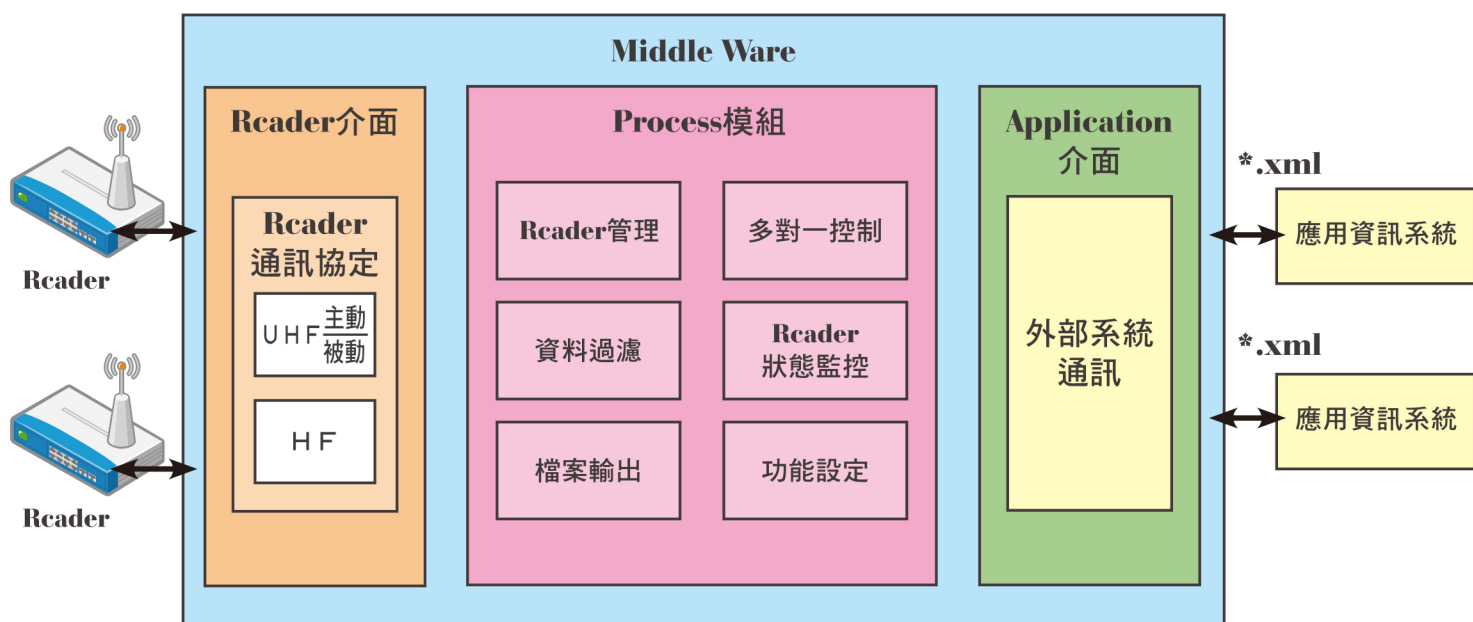 Middle Ware
Rcader介面
Rcader
通訊協定
UHF主動
被動
HF
Process模組
Rcader管理
多對一控制
資料過濾
Rcader
狀態監控
檔案輸出
功能設定
Application
介面
外部系統
通訊
Rcader
Rcader
*.xml
應用資訊系統
*.xml
應用資訊系統